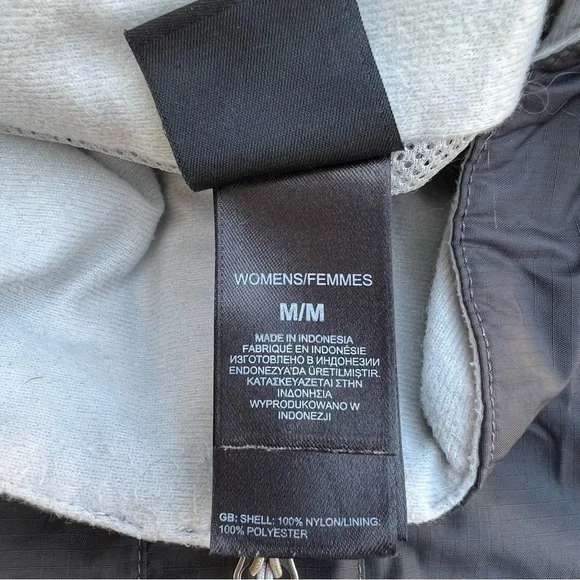 WOMENS/FEMMES
M/M
MADE IN INDONESIA
FABRIQUÉ EN INDONÉSIE
ИЗГОТОВЛЕНО В ИНДОНЕЗИИ
ENDONEZYA'DA ÜRETILMIŞTIR.
ΚΑΤΑΣΚΕΥΑΖΕΤΑΙ ΣΤΗΝ
ΙΝΔΟΝΗΣΙΑ
WYPRODUKOWANO W
INDONEZJI
GB: SHELL: 100% NYLON/LINING:
100% POLYESTER